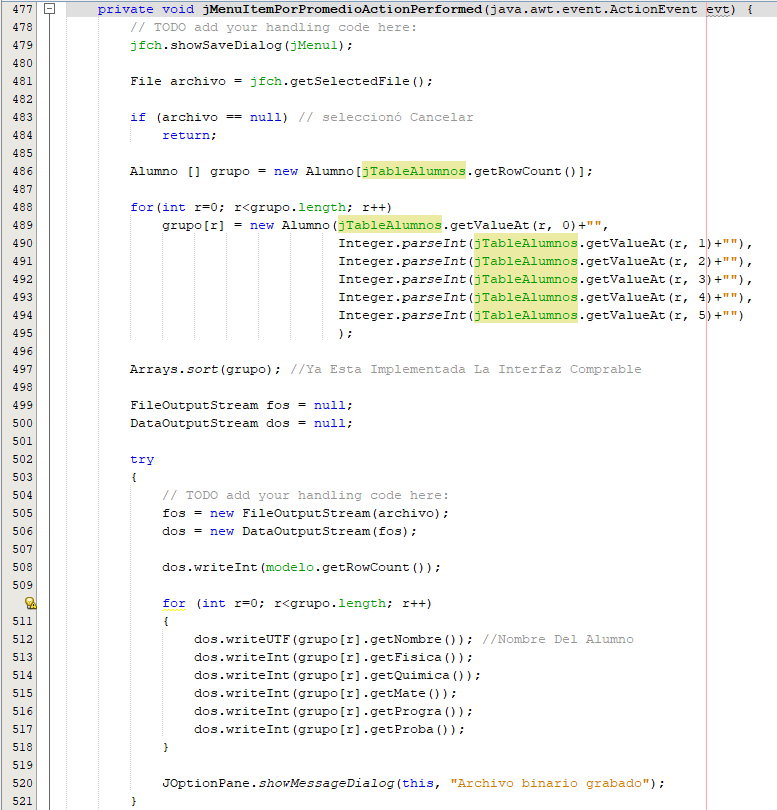 477 private void jMenuItemPorPromedioActionPerformed(java.awt.event.ActionEvent evt) {
478 // TODO add your handling code here:
479 jfch.showSaveDialog(jMenu1);
480
481 File archivo = jfch.getSelectedFile();
482
483 if (archivo == null) // seleccionó Cancelar
484 return;
485
486 Alumno [] grupo = new Alumno[jTableAlumnos.getRowCount()];
487
488 for(int r=0; r<grupo.length; r++)
489 grupo[r] = new Alumno(jTableAlumnos.getValueAt(r, 0)+"",
490 Integer.parseInt(jTableAlumnos.getValueAt(r, 1)+""),
491 Integer.parseInt(jTableAlumnos.getValueAt(r, 2)+""),
492 Integer.parseInt(jTableAlumnos.getValueAt(r, 3)+""),
493 Integer.parseInt(jTableAlumnos.getValueAt(r, 4)+""),
494 Integer.parseInt(jTableAlumnos.getValueAt(r, 5)+"")
495 );
496
497 Arrays.sort(grupo); //Ya Esta Implementada La Interfaz Comprable
498
499 FileOutputStream fos = null;
500 DataOutputStream dos = null;
501
502 try
503 {
504 // TODO add your handling code here:
505 fos = new FileOutputStream(archivo);
506 dos = new DataOutputStream(fos);
507
508 dos.writeInt(modelo.getRowCount());
509
for (int r=0; r<grupo.length; r++)
511 {
512 dos.writeUTF(grupo[r].getNombre()); //Nombre Del Alumno
513 dos.writeInt(grupo[r].getFisica());
514 dos.writeInt(grupo[r].getQuimica());
515 dos.writeInt(grupo[r].getMate());
516 dos.writeInt(grupo[r].getProgra());
517 dos.writeInt(grupo[r].getProba());
518 }
519
520 JOptionPane.showMessageDialog(this, "Archivo binario grabado");
521 }